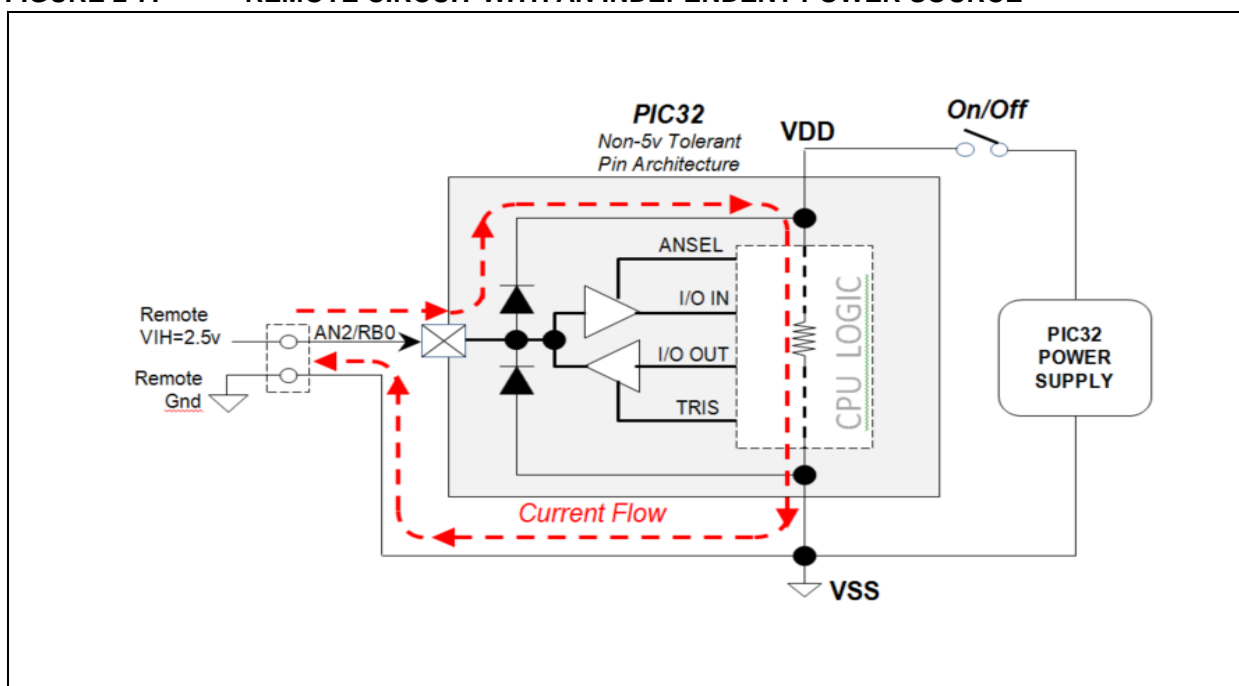 PIC32
Non-5v Tolerant
Pin Architecture
VDD
On/Off
ANSEL
I/O IN
I/O OUT
TRIS
CPU LOGIC
Remote
VIH=2.5v
AN2/RB0
Remote
Gnd
PIC32
POWER
SUPPLY
Current Flow
VSS